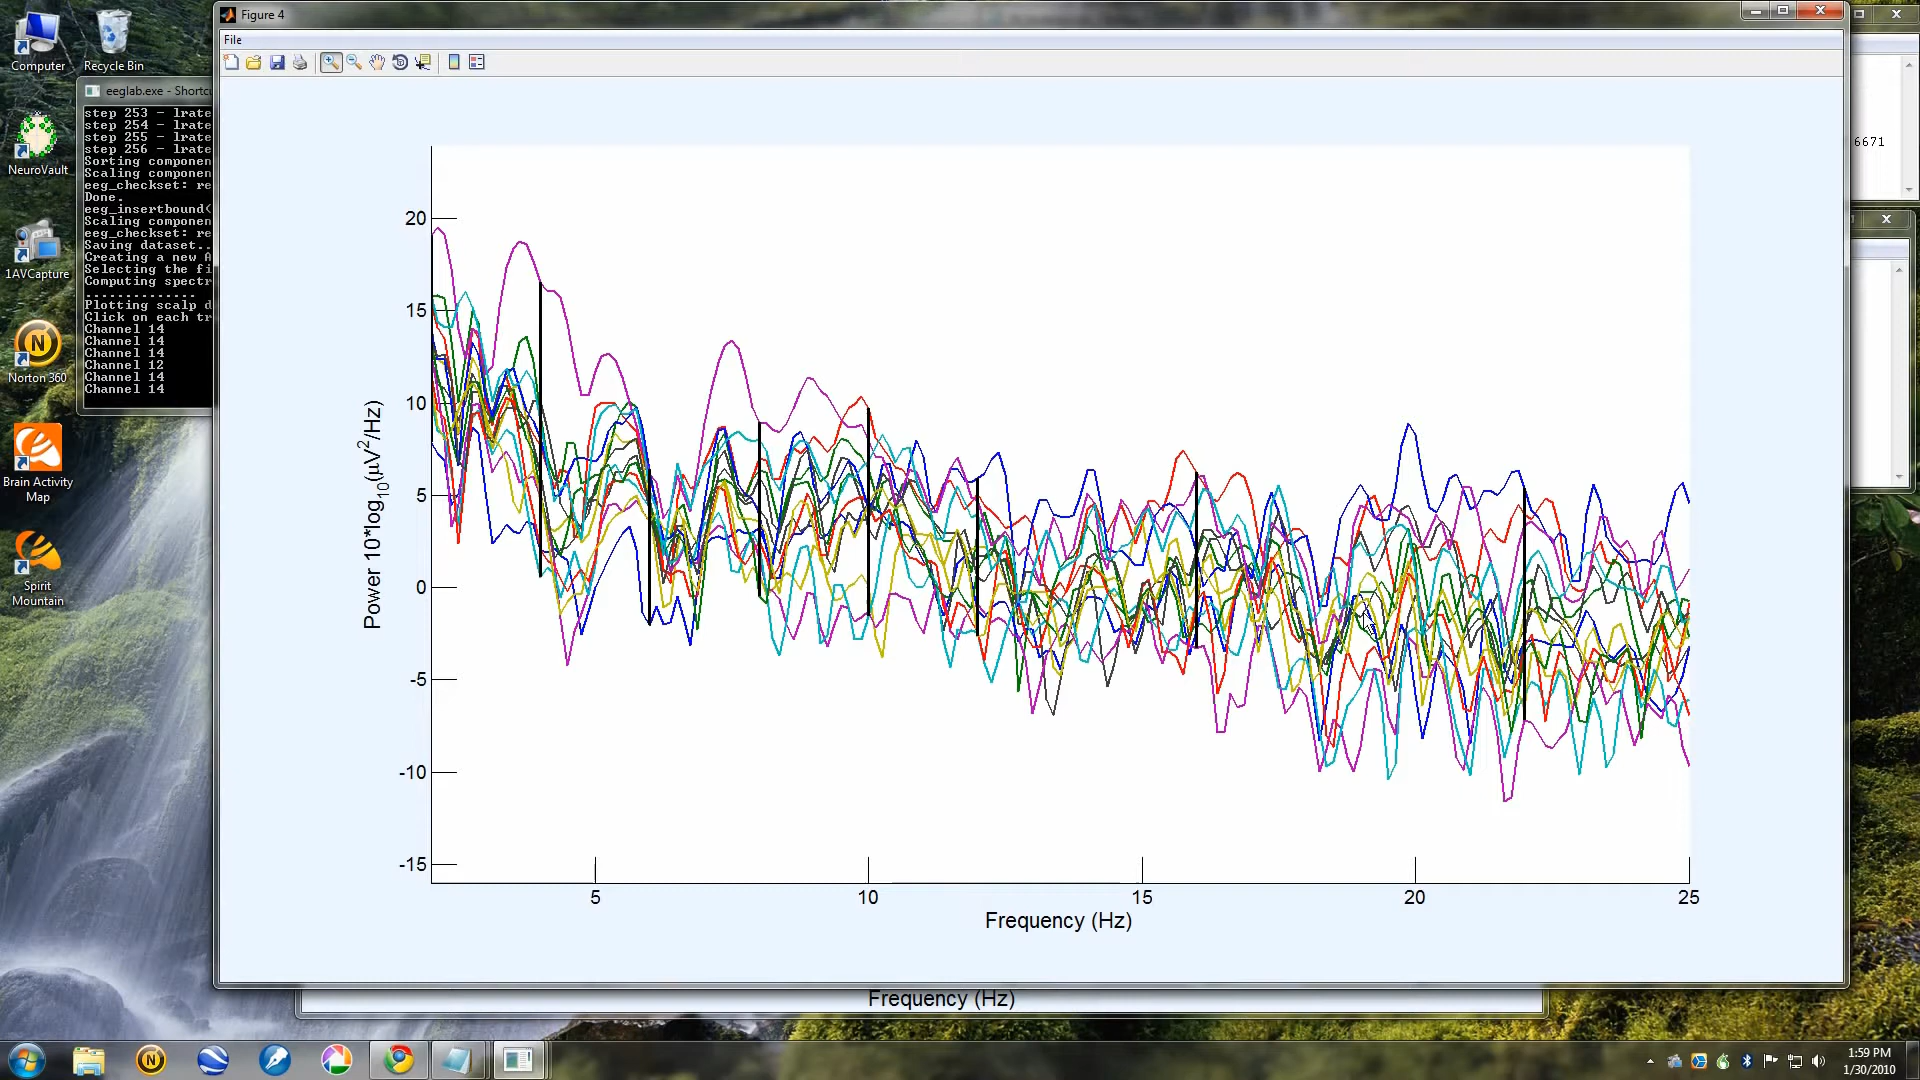 Figure 4
File
Computer
Recycle Bin
eeglab.exe - Shortcu
step 253 - lrate
step 254 - lrate
step 255 - lrate
step 256 - lrate
Sorting componen
Scaling componen
eeg_checkset: re
Done.
eeg_insertbound(
Scaling componen
eeg_checkset: re
Saving dataset..
Creating a new A
Selecting the fi
Computing spectr
..............
Plotting scalp d
Click on each tr
Channel 14
Channel 14
Channel 12
Channel 14
Channel 14
NeuroVault
1AVCapture
Norton 360
Brain Activity
Map
Spirit
Mountain
6671
20
15
10
5
0
-5
-10
-15
Power 10*log10(μV2/Hz)
5
10
15
20
25
Frequency (Hz)
Frequency (Hz)
1:59 PM
1/30/2010